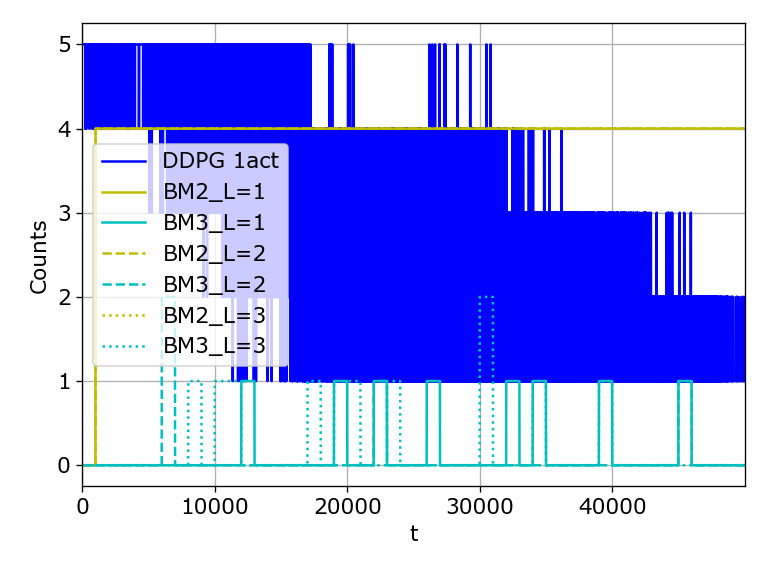 5
4
3
2
1
0
Counts
DDPG 1act
BM2_L=1
BM3_L=1
BM2_L=2
BM3_L=2
BM2_L=3
BM3_L=3
0 10000 20000 30000 40000
t